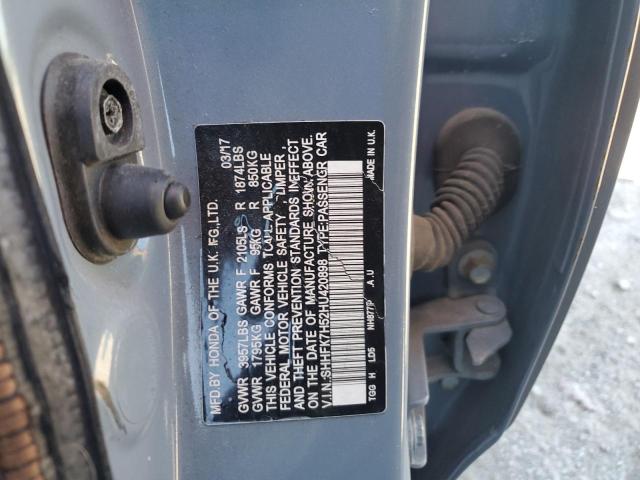 MFD.BY HONDA OF THE U.K. MFG.,LTD. 03/17
GVWR 3957LBS GAWR F 2105LBS R 1874LBS
GVWR 1795KG GAWR F 955KG R 850KG
THIS VEHICLE CONFORMS TO ALL APPLICABLE
FEDERAL MOTOR VEHICLE SAFETY, BUMPER
AND THEFT PREVENTION STANDARDS IN EFFECT
ON THE DATE OF MANUFACTURE SHOWN ABOVE.
V.I.N.:SHHFK7H52HU420898 TYPE:PASSENGER CAR
TGG H LD5 NH877P A.U MADE IN U.K.